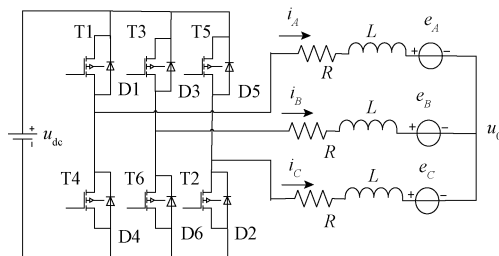 T1 T3 T5
D1 D3 D5
T4 T6 T2
D4 D6 D2
u_dc
+
-
i_A R L + e_A -
i_B R L + e_B -
i_C R L + e_C -